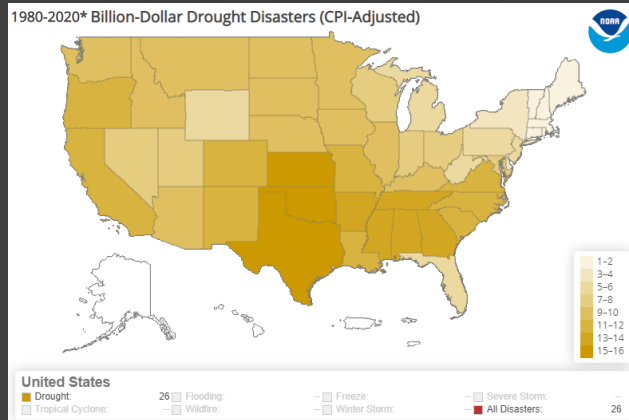 1980-2020* Billion-Dollar Drought Disasters (CPI-Adjusted)
NOAA
1–2
3–4
5–6
7–8
9–10
11–12
13–14
15–16
United States
Drought: 26 Flooding: -- Freeze: -- Severe Storm: --
Tropical Cyclone: -- Wildfire: -- Winter Storm: -- All Disasters: 26